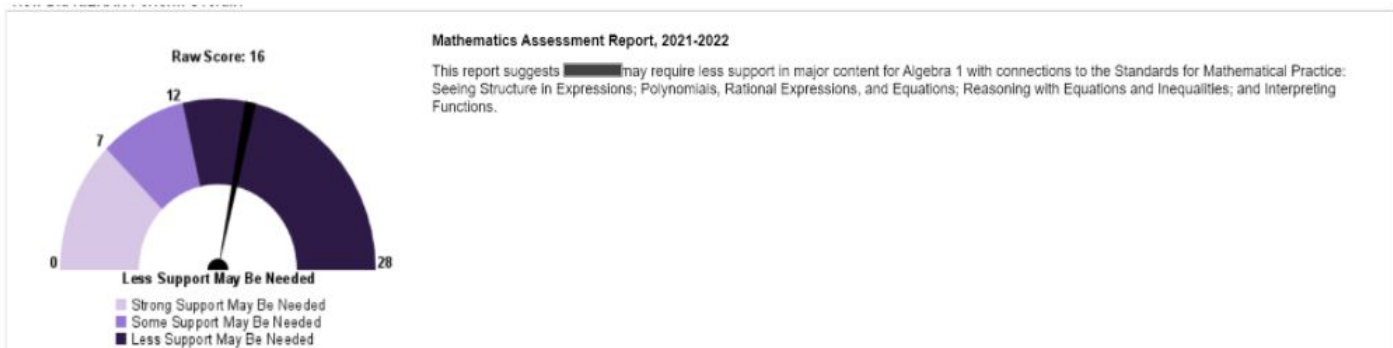 Raw Score: 16
12
7
0
28
Less Support May Be Needed
Strong Support May Be Needed
Some Support May Be Needed
Less Support May Be Needed
Mathematics Assessment Report, 2021-2022
This report suggests may require less support in major content for Algebra 1 with connections to the Standards for Mathematical Practice:
Seeing Structure in Expressions; Polynomials, Rational Expressions, and Equations; Reasoning with Equations and Inequalities; and Interpreting
Functions.